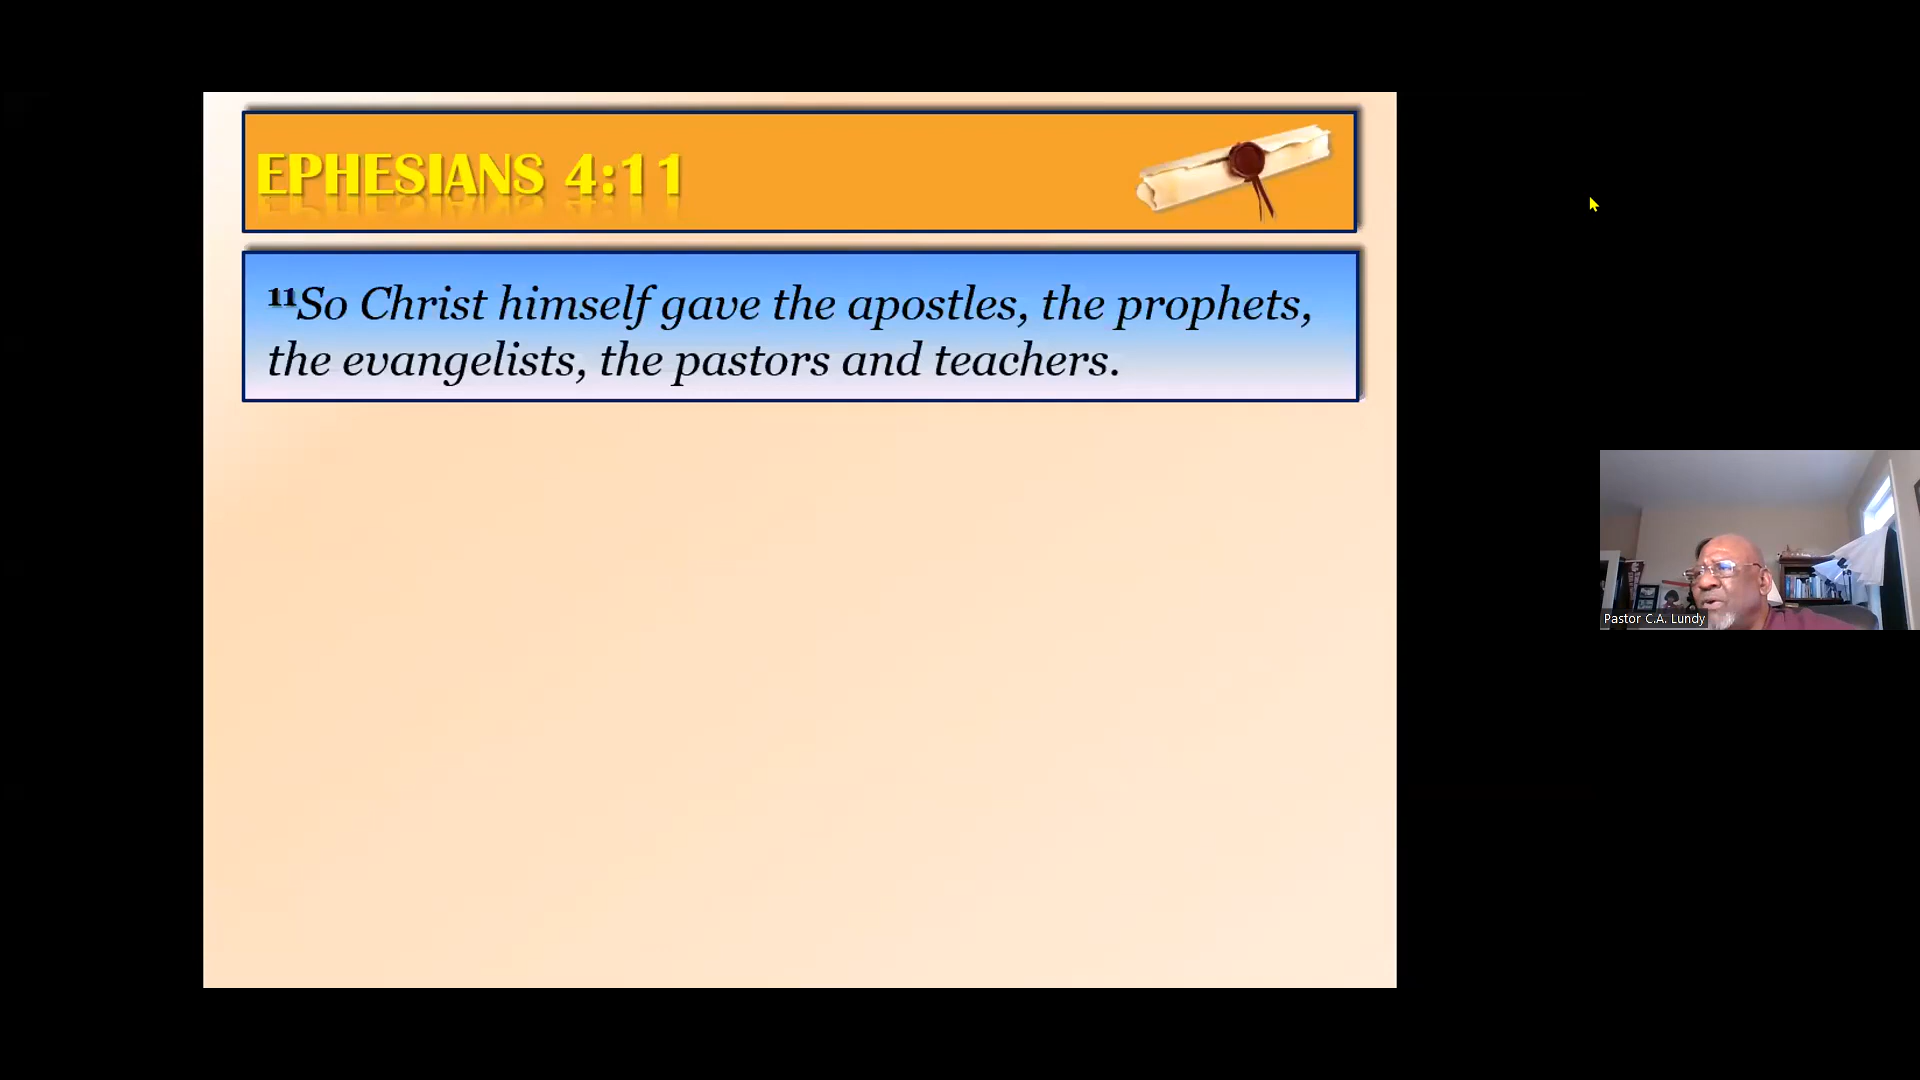 EPHESIANS 4:11
11So Christ himself gave the apostles, the prophets,
the evangelists, the pastors and teachers.
Pastor C.A. Lundy